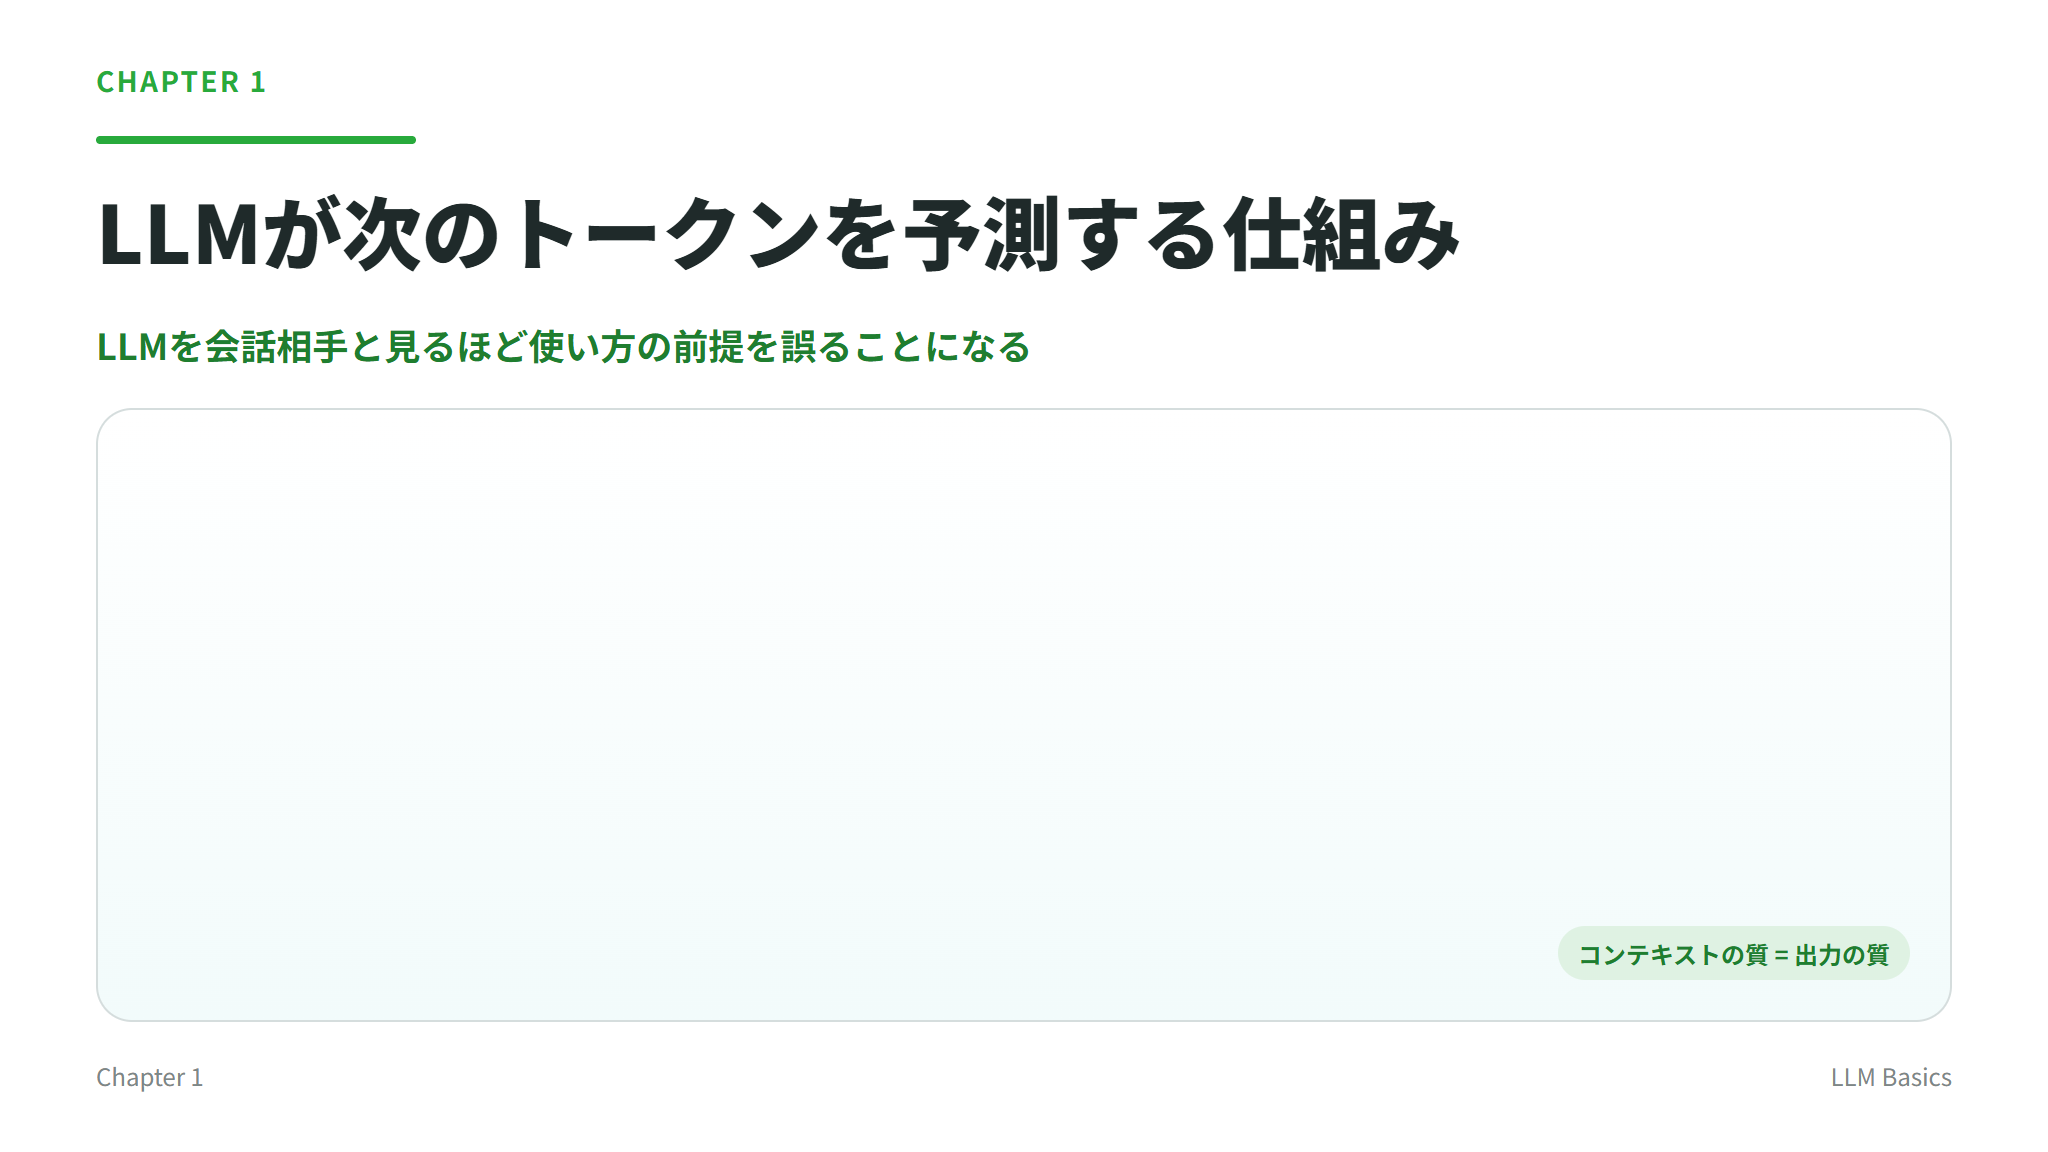 CHAPTER 1
LLMが次のトークンを予測する仕組み
LLMを会話相手と見るほど使い方の前提を誤ることになる
コンテキストの質 = 出力の質
Chapter 1
LLM Basics